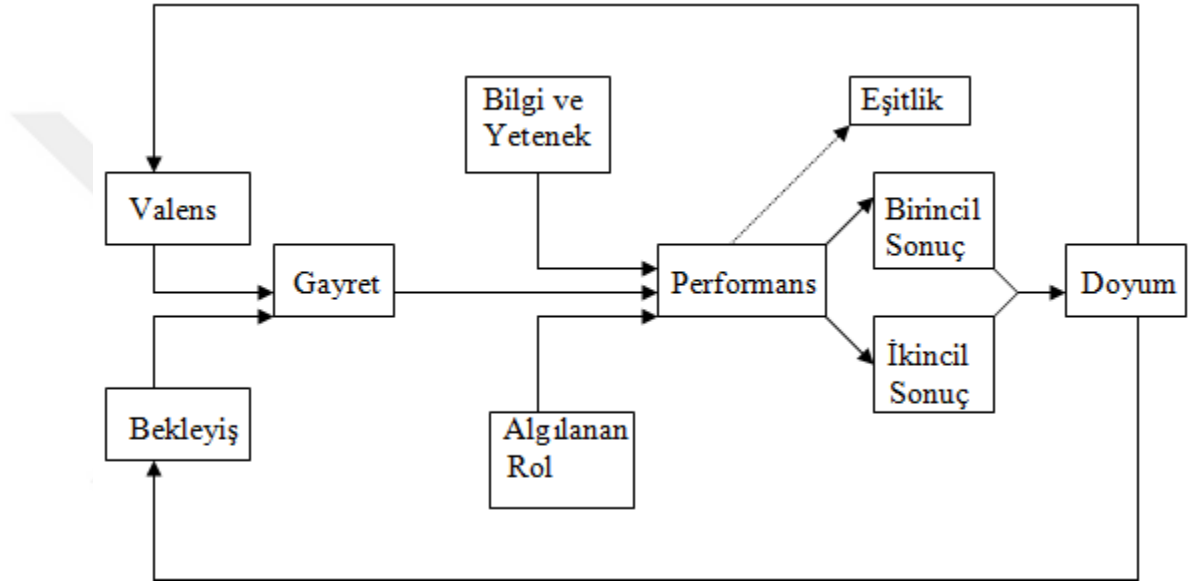 Bilgi ve
Yetenek
Eşitlik
Valens
Birincil
Sonuç
Gayret
Performans
Doyum
İkincil
Sonuç
Bekleyiş
Algılanan
Rol